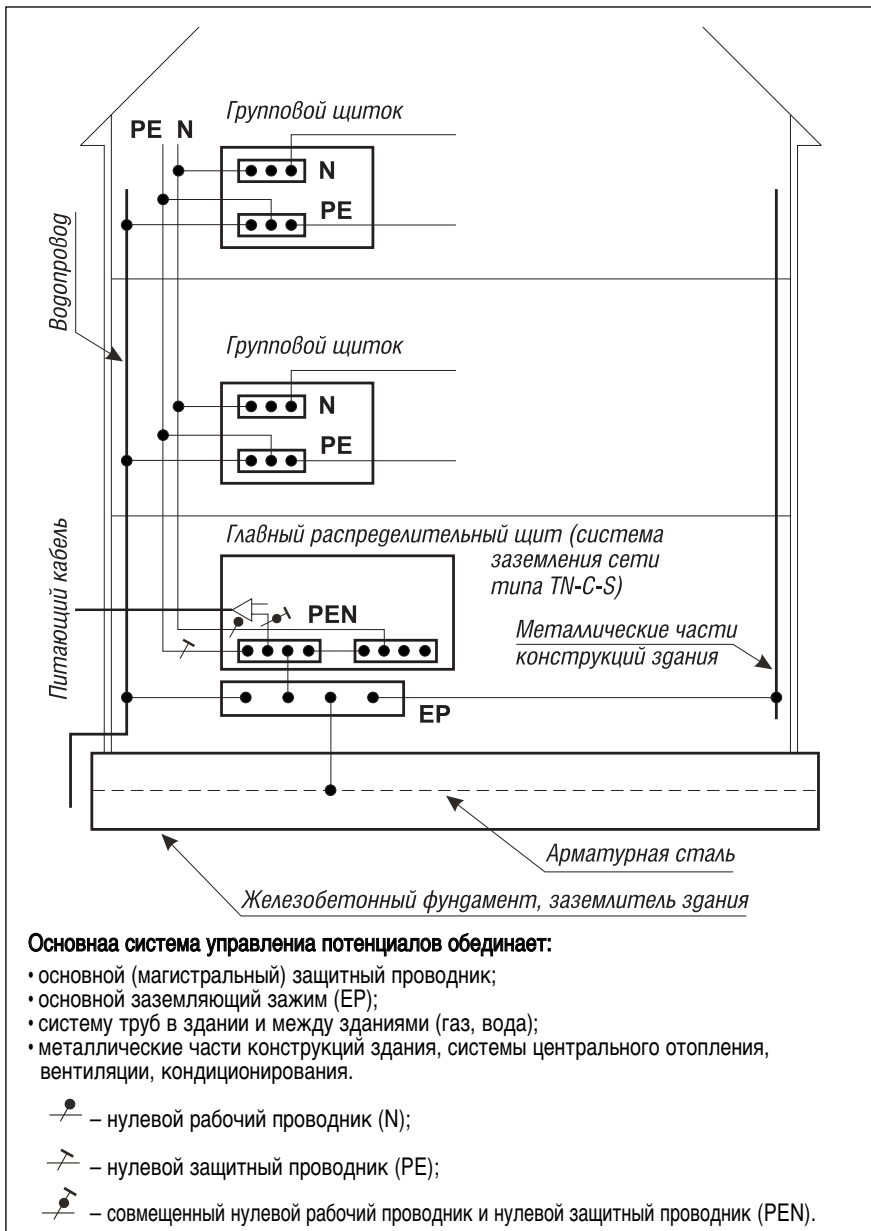 Групповой щиток
PE N
N
PE
Водопровод
Групповой щиток
N
PE
Главный распределительный щит (система
заземления сети
типа TN-C-S)
Питающий кабель
PEN
Металлические части
конструкций здания
EP
Арматурная сталь
Железобетонный фундамент, заземлитель здания
Основнаа система управлениа потенциалов обединает:
• основной (магистральный) защитный проводник;
• основной заземляющий зажим (EP);
• систему труб в здании и между зданиями (газ, вода);
• металлические части конструкций здания, системы центрального отопления,
вентиляции, кондиционирования.
– нулевой рабочий проводник (N);
– нулевой защитный проводник (PE);
– совмещенный нулевой рабочий проводник и нулевой защитный проводник (PEN).